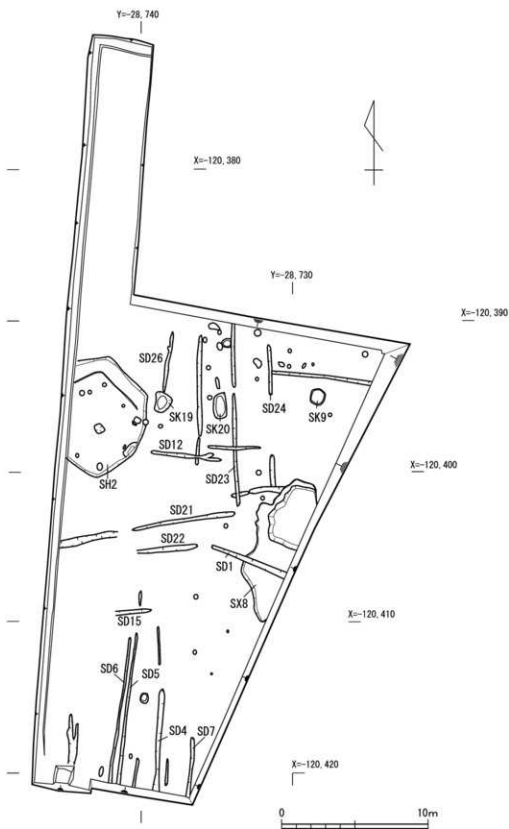 Y=-28,740
X=-120,380
Y=-28,730
X=-120,390
SD26
SD24
SK19
SK20
SK9
SD12
X=-120,400
SH2
SD23
SD21
SD22
SD1
SX8
X=-120,410
SD15
SD6
SD5
SD4
SD7
X=-120,420
0 10m